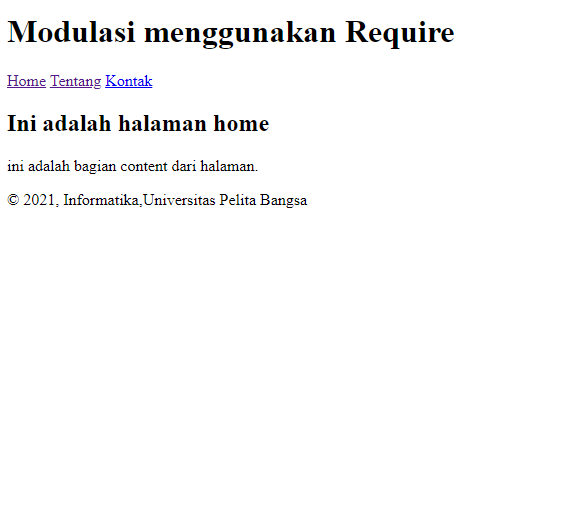 Modulasi menggunakan Require
Home Tentang Kontak
Ini adalah halaman home
ini adalah bagian content dari halaman.
© 2021, Informatika,Universitas Pelita Bangsa